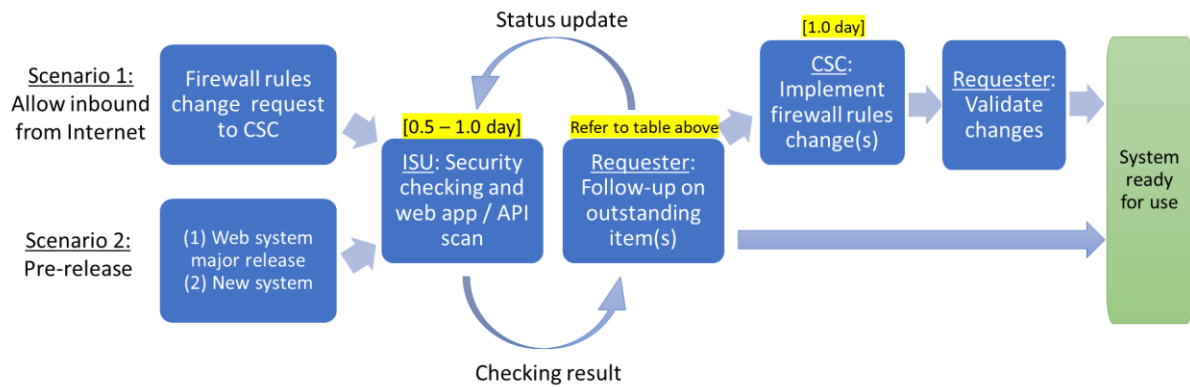 Status update
Scenario 1:
Allow inbound
from Internet
Firewall rules
change request
to CSC
[0.5 – 1.0 day]
ISU: Security
checking and
web app / API
scan
Refer to table above
Requester:
Follow-up on
outstanding
item(s)
[1.0 day]
CSC:
Implement
firewall rules
change(s)
Requester:
Validate
changes
System
ready
for use
Scenario 2:
Pre-release
(1) Web system
major release
(2) New system
Checking result